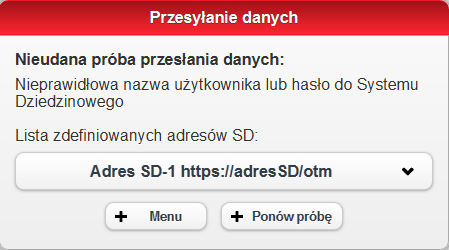 Przesyłanie danych
Nieudana próba przesłania danych:
Nieprawidłowa nazwa użytkownika lub hasło do Systemu
Dziedzinowego
Lista zdefiniowanych adresów SD:
Adres SD-1 https://adresSD/otm
Menu
Ponów próbę